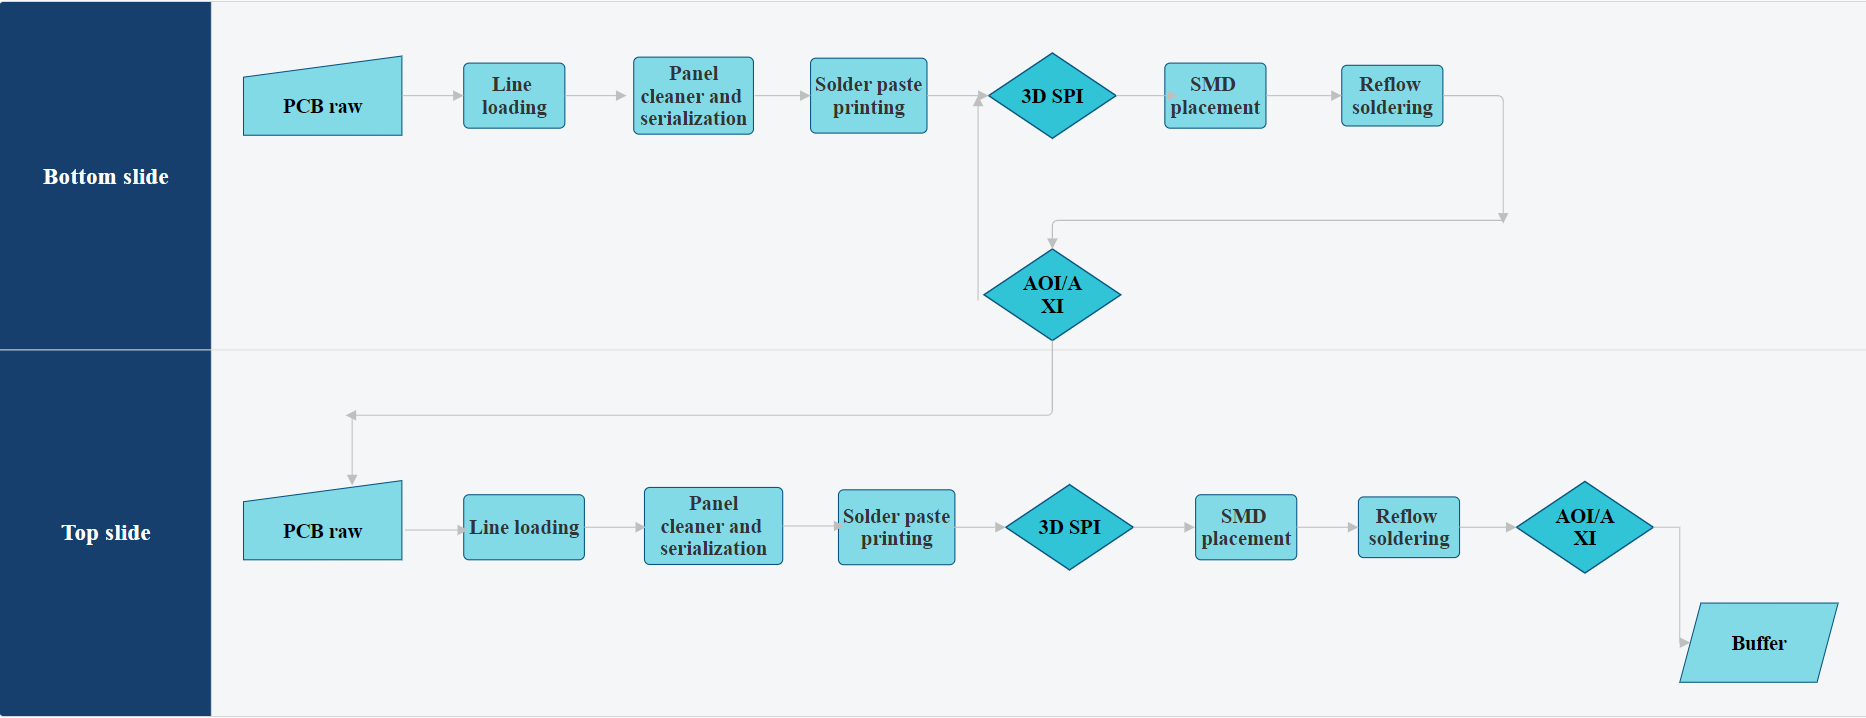 Bottom slide
PCB raw
Line
loading
Panel
cleaner and
serialization
Solder paste
printing
3D SPI
SMD
placement
Reflow
soldering
AOI/A
XI
Top slide
PCB raw
Line loading
Panel
cleaner and
serialization
Solder paste
printing
3D SPI
SMD
placement
Reflow
soldering
AOI/A
XI
Buffer